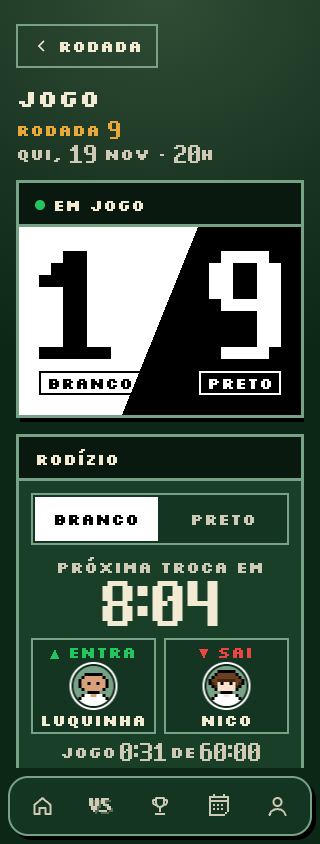 RODADA
JOGO
RODADA 9
QUI, 19 NOV · 20H
EM JOGO
1 9
BRANCO PRETO
RODÍZIO
BRANCO PRETO
PRÓXIMA TROCA EM
8:04
▲ ENTRA ▼ SAI
LUQUINHA NICO
JOGO 0:31 DE 60:00
VS